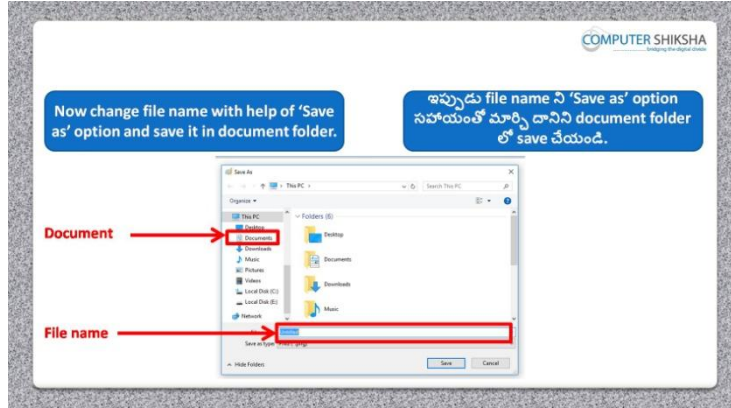 COMPUTER SHIKSHA
bridging the digital divide
Now change file name with help of ‘Save
as’ option and save it in document folder.
ఇప్పుడు file name ని ‘Save as’ option
సహాయంతో మార్చి దానిని document folder
లో save చేయండి.
Save As
This PC
Search This PC
Organize
This PC
Folders (6)
Desktop
Desktop
Documents
Document
Documents
Downloads
Music
Downloads
Pictures
Videos
Local Disk (C:)
Local Disk (E:)
Music
Network
File name
Untitled
Save as type
Hide Folders
Save
Cancel